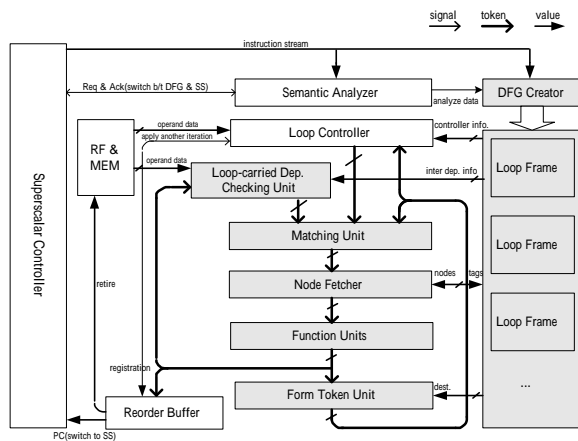 signal token value
instruction stream
Req & Ack(switch b/t DFG & SS)
Semantic Analyzer
analyze data
DFG Creator
operand data
Loop Controller
controller info.
apply another iteration
RF &
MEM
operand data
Loop-carried Dep.
Checking Unit
inter dep. info
Loop Frame
Superscalar Controller
Matching Unit
Loop Frame
Node Fetcher
nodes tags
retire
Loop Frame
Function Units
registration
Form Token Unit
dest.
...
Reorder Buffer
PC(switch to SS)